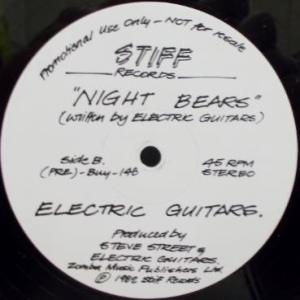 Promotional Use Only - NOT for resale
STIFF
RECORDS
"NIGHT BEARS"
(written by ELECTRIC GUITARS)
Side B.
45 RPM
(PRE) - Buy - 148
STEREO
ELECTRIC GUITARS.
Produced by
STEVE STREET &
ELECTRIC GUITARS.
Zomba Music Publishers Ltd.
Ⓟ 1982 Stiff Records